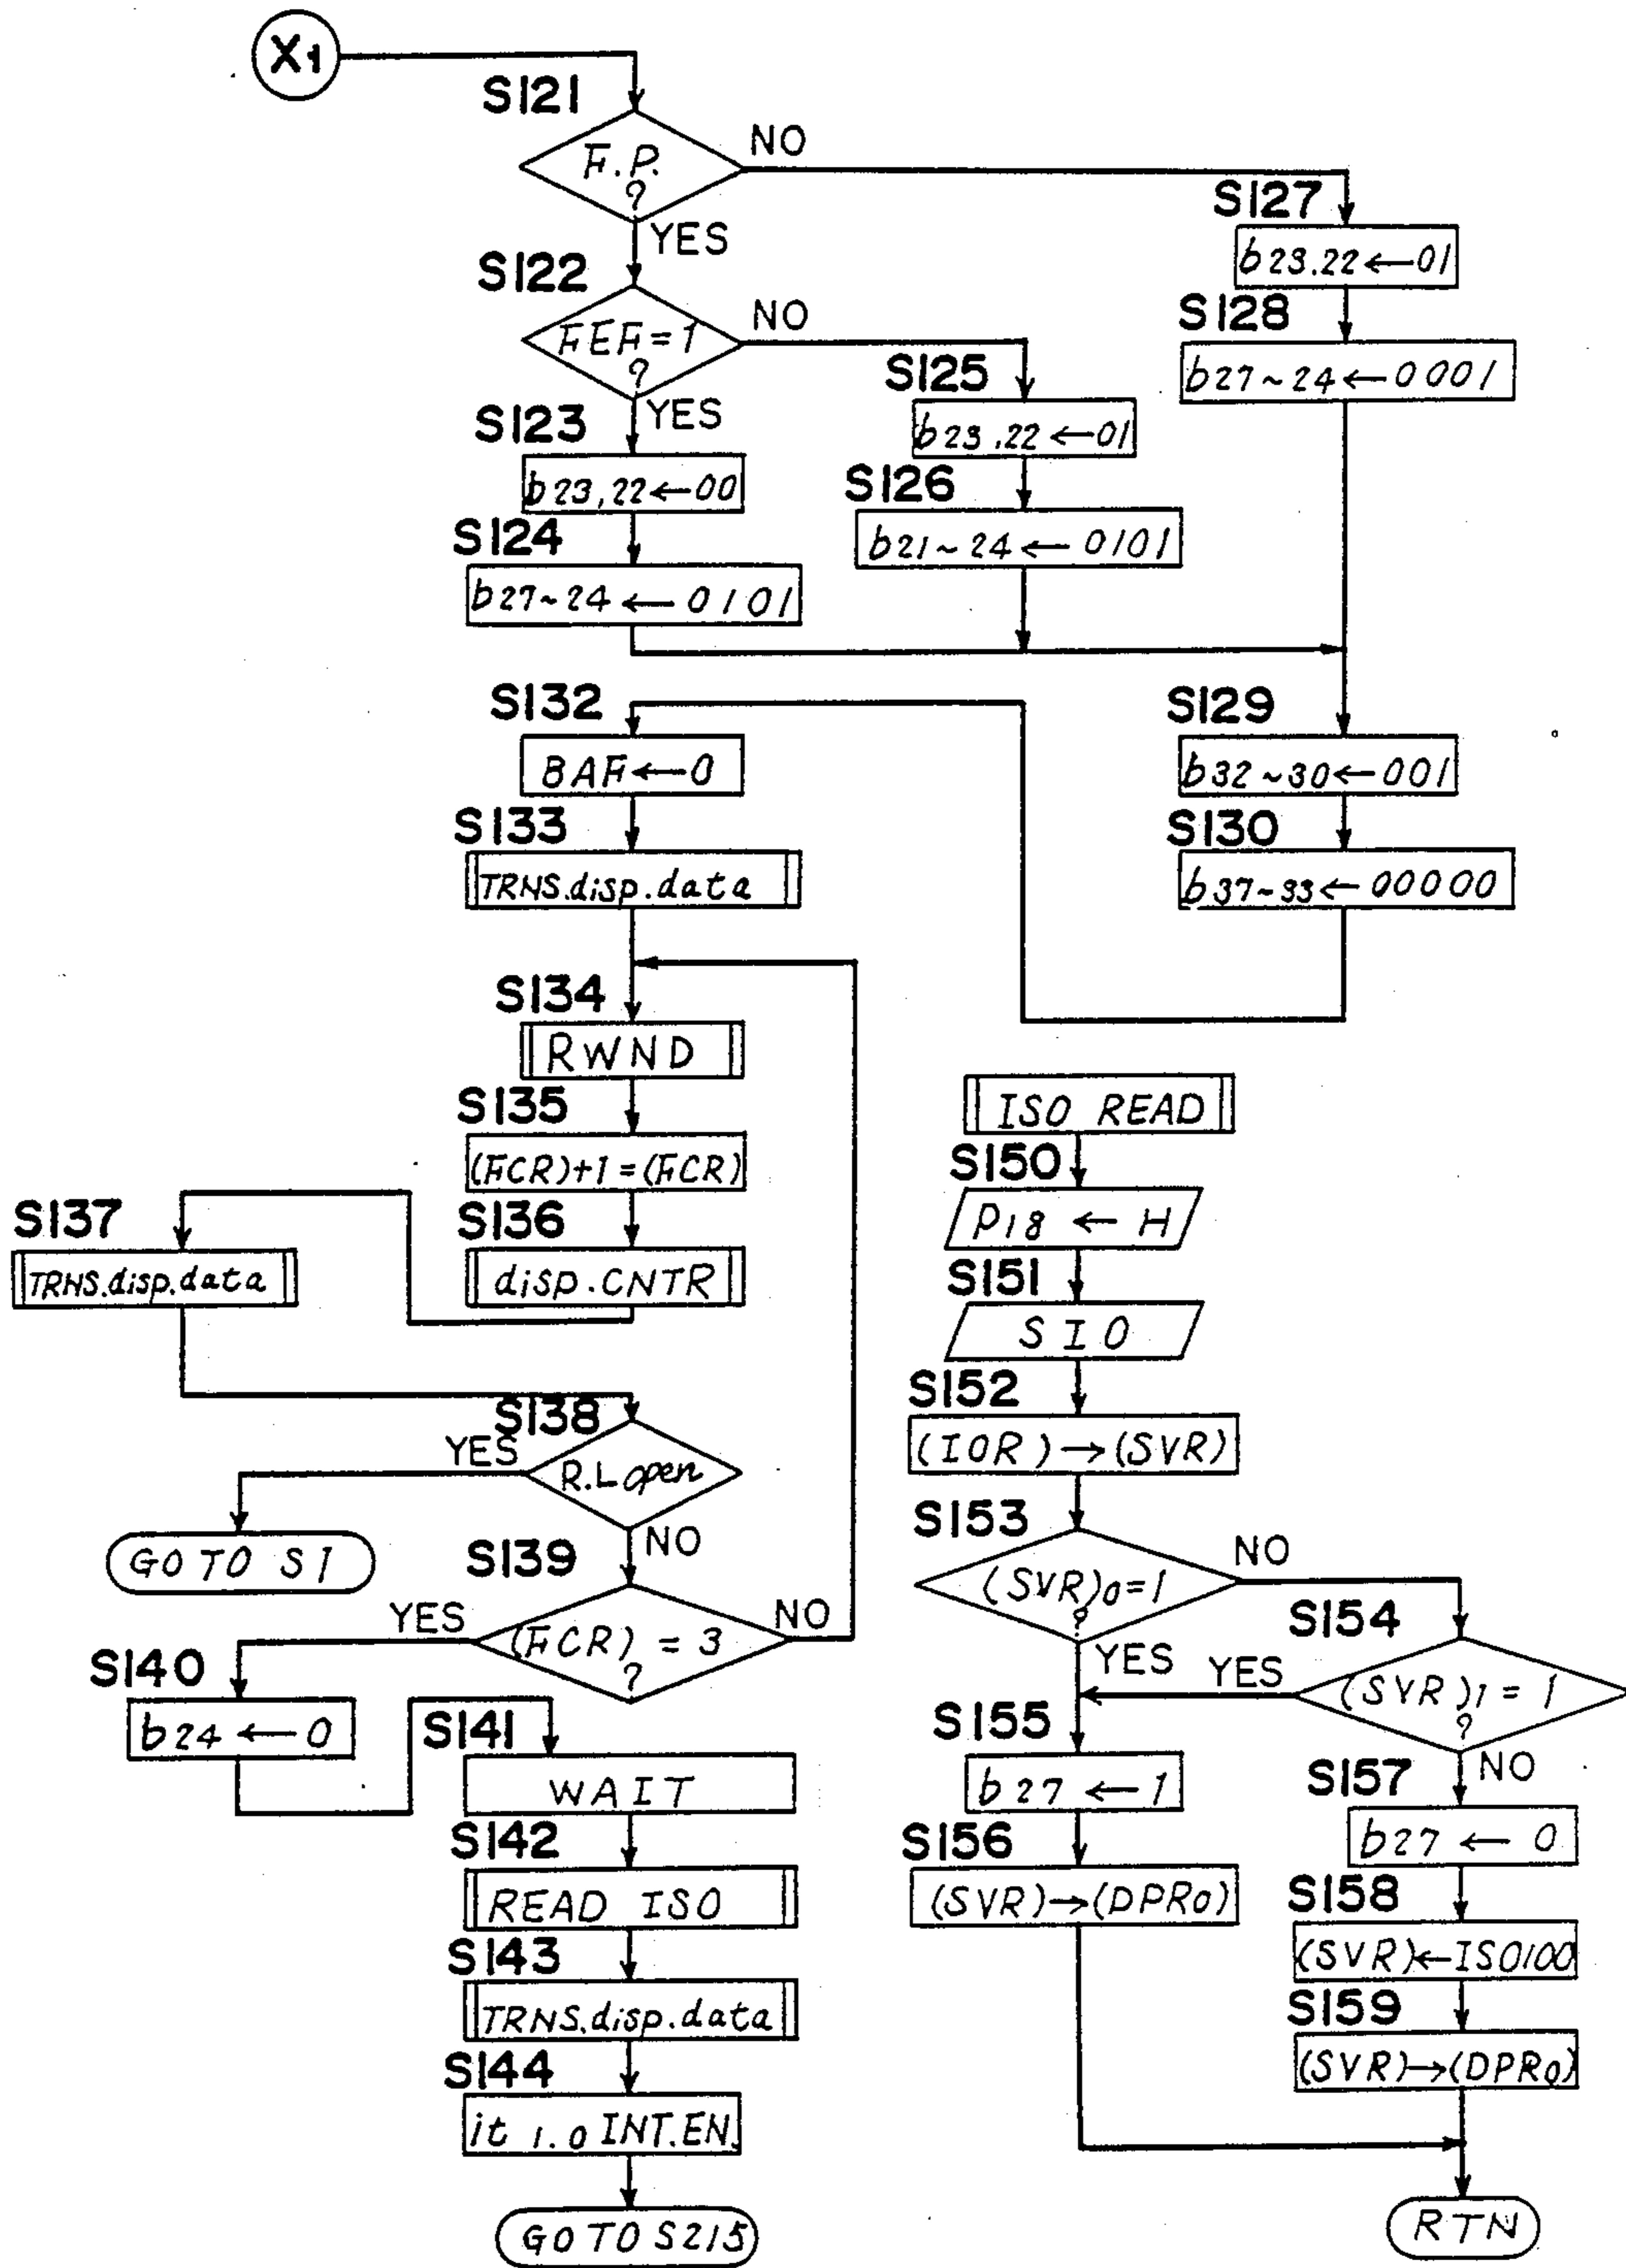 X1
S121
F.P.
?
NO
YES
S122
FEF=1
?
NO
YES
S123
b23,22←00
S124
b27~24←0101
S125
b23.22←01
S126
b21~24←0101
S127
b23.22←01
S128
b27~24←0001
S129
b32~30←001
S130
b37~33←00000
S132
BAF←0
S133
TRNS.disp.data
S134
RWND
S135
(FCR)+1=(FCR)
S136
disp.CNTR
S137
TRNS.disp.data
S138
R.L open
YES
NO
GO TO S1
S139
(FCR) = 3
?
YES
NO
S140
b24←0
S141
WAIT
S142
READ ISO
S143
TRNS.disp.data
S144
it 1.0 INT.EN.
GO TO S215
ISO READ
S150
P18 ← H
S151
SIO
S152
(IOR)→(SVR)
S153
(SVR)0=1
?
NO
YES
S154
(SVR)1=1
?
YES
NO
S155
b27←1
S156
(SVR)→(DPR0)
S157
b27←0
S158
(SVR)←ISO100
S159
(SVR)→(DPR0)
RTN